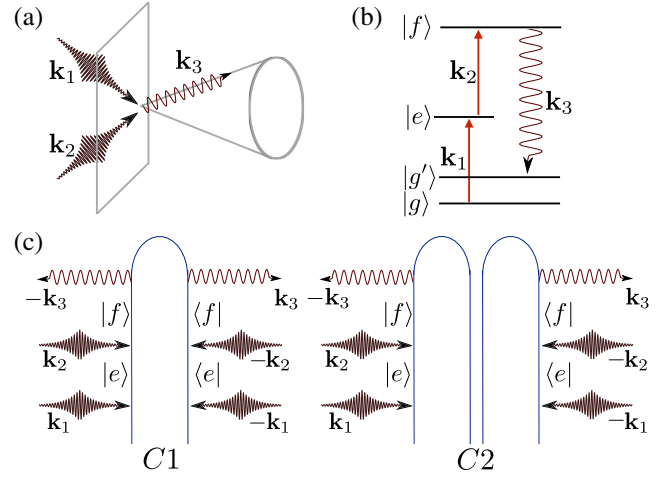 (a)
k₁
k₂
k₃
(b)
|f⟩
k₂
k₃
|e⟩
k₁
|g′⟩
|g⟩
(c)
−k₃ k₃ −k₃ k₃
|f⟩ ⟨f| |f⟩ ⟨f|
k₂ −k₂ k₂ −k₂
|e⟩ ⟨e| |e⟩ ⟨e|
k₁ −k₁ k₁ −k₁
C1 C2